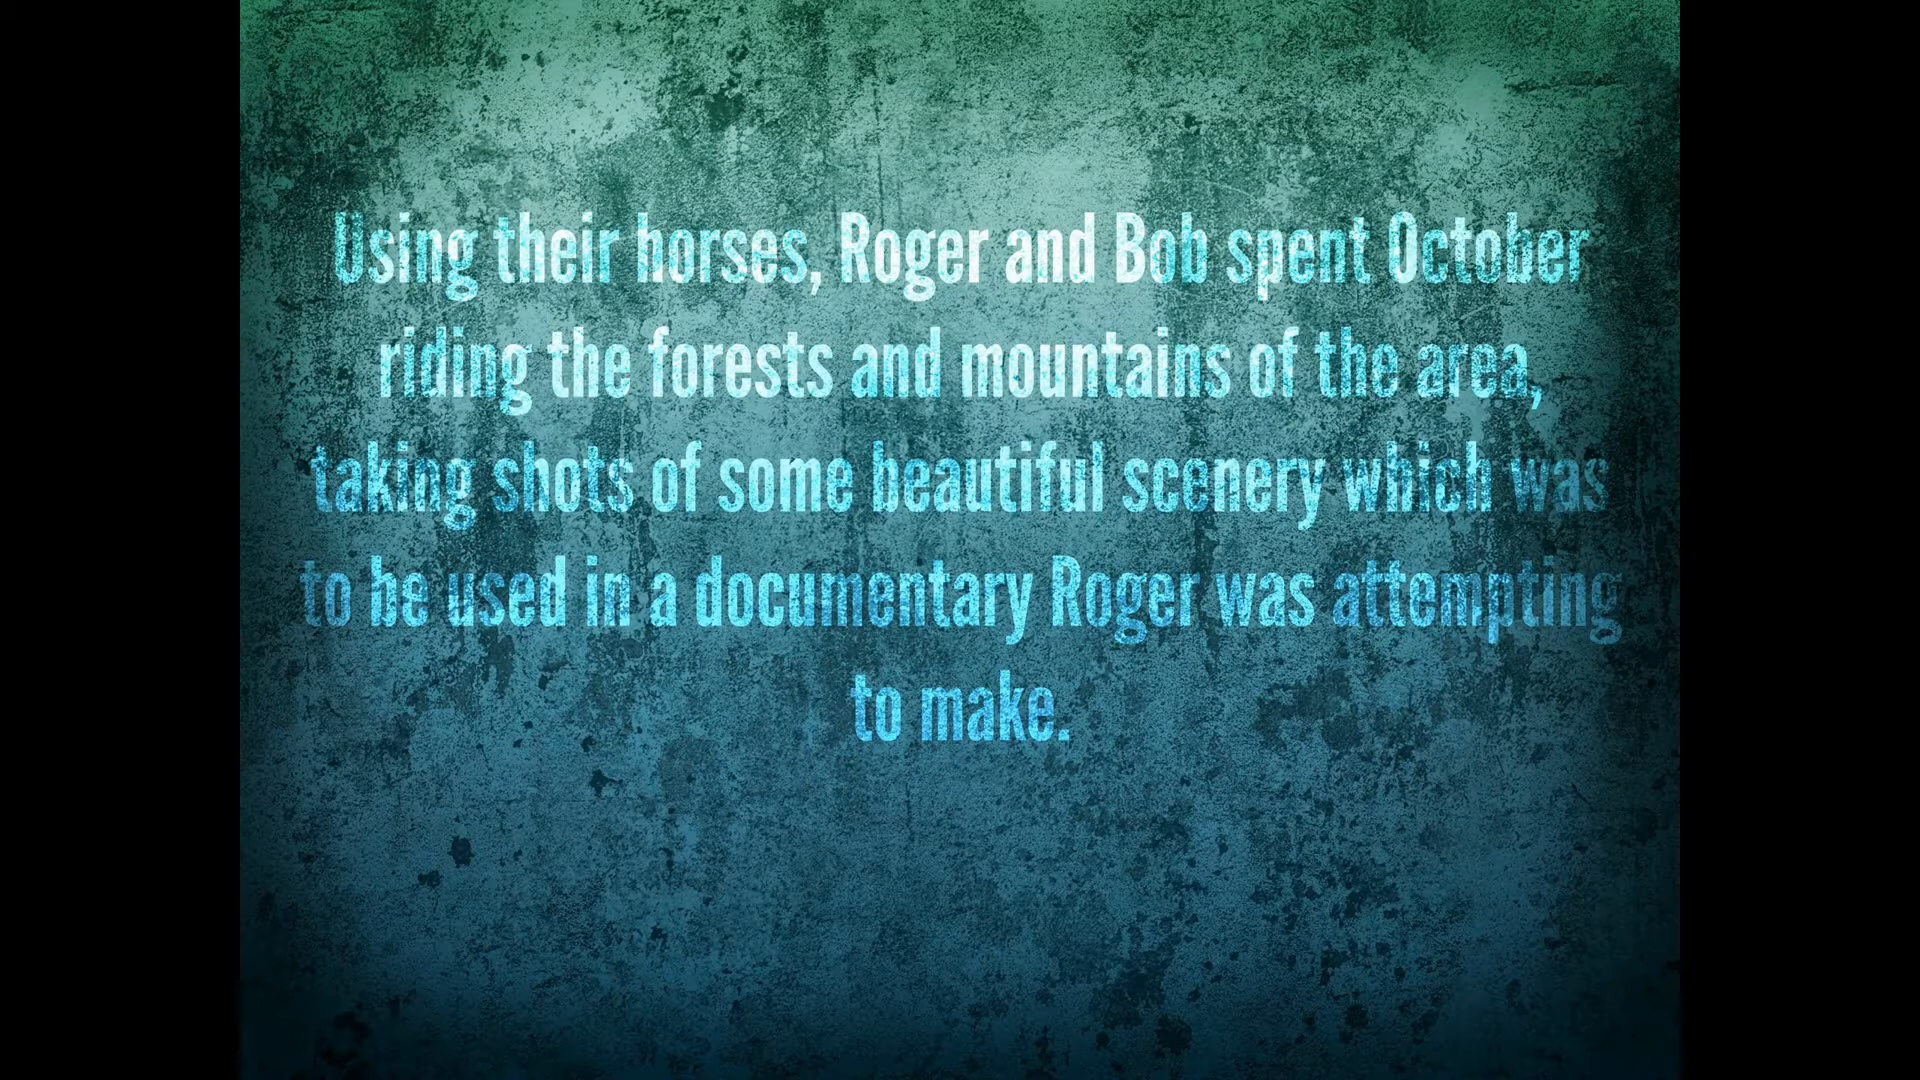 Using their horses, Roger and Bob spent October
riding the forests and mountains of the area,
taking shots of some beautiful scenery which was
to be used in a documentary Roger was attempting
to make.